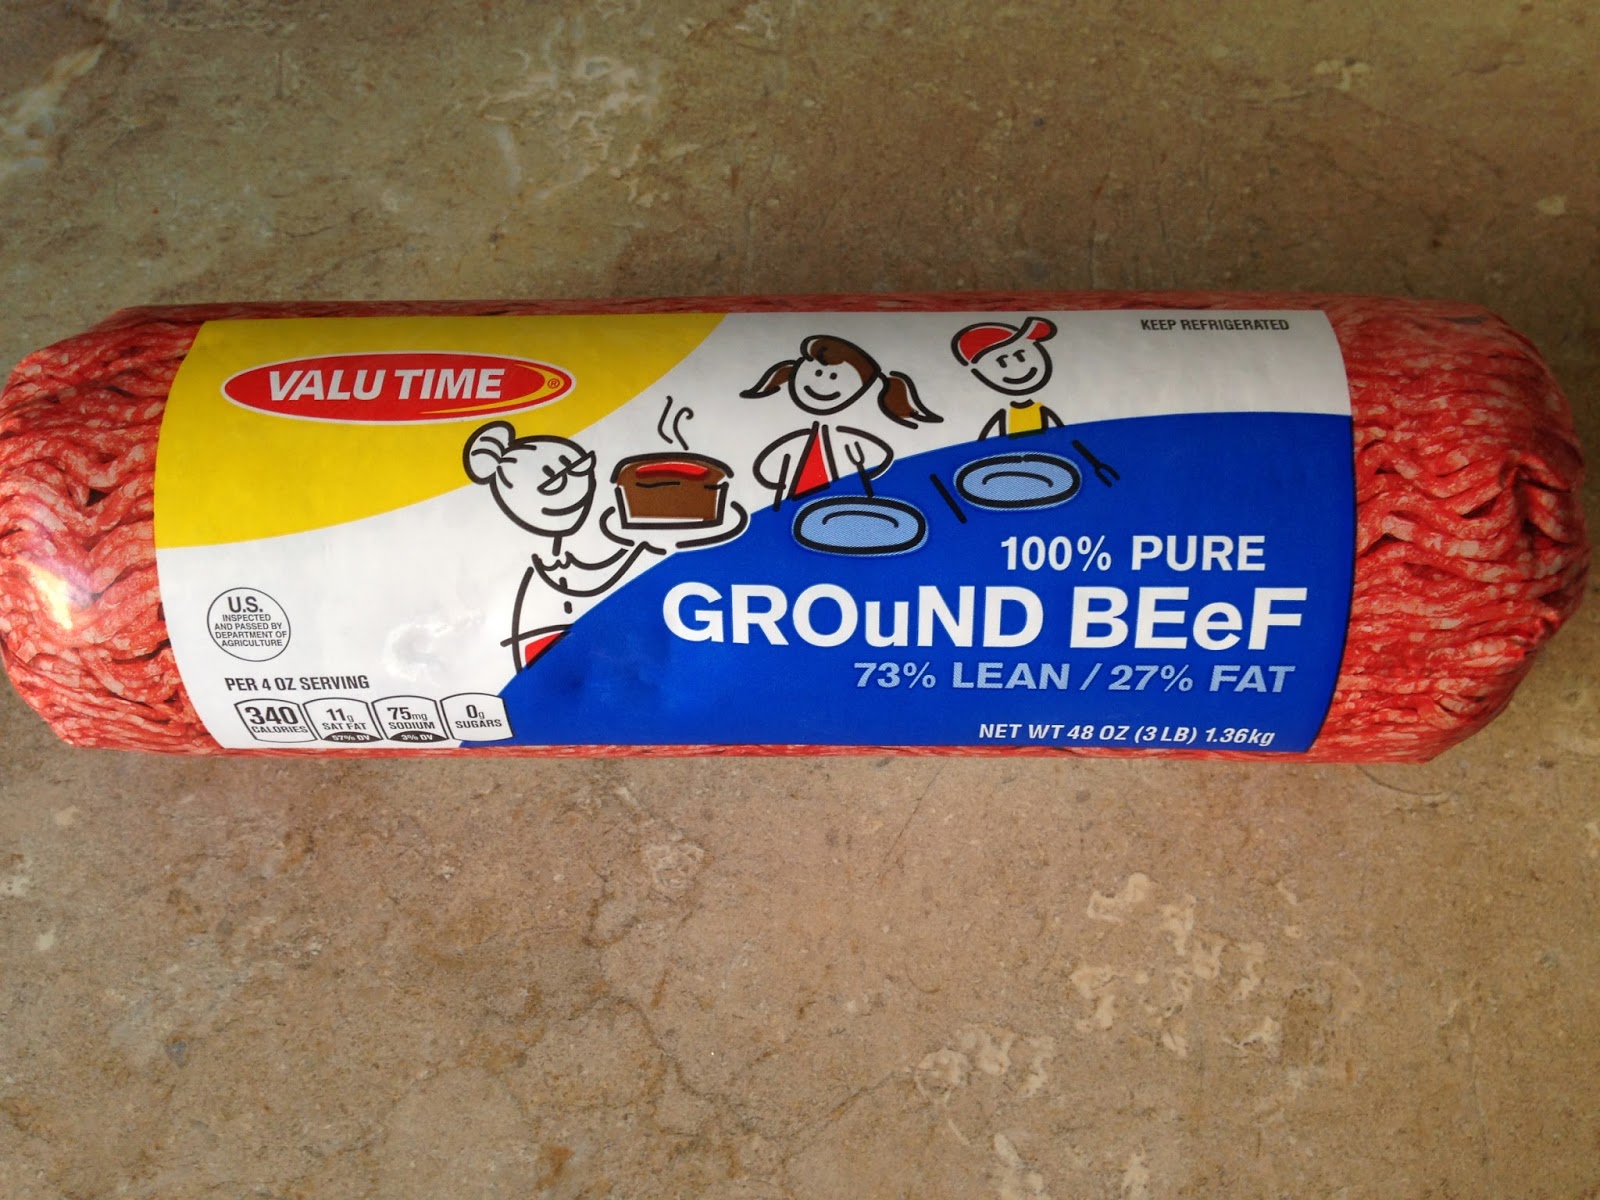 KEEP REFRIGERATED
VALU TIME®
100% PURE
GROuND BEeF
73% LEAN / 27% FAT
NET WT 48 OZ (3 LB) 1.36kg
U.S.
INSPECTED
AND PASSED BY
DEPARTMENT OF
AGRICULTURE
PER 4 OZ SERVING
340
CALORIES
11g
SAT FAT
57% DV
75mg
SODIUM
3% DV
0g
SUGARS